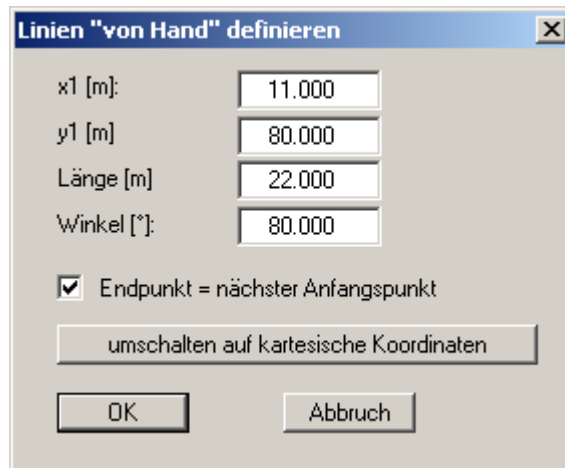 Linien "von Hand" definieren
x1 [m]: 11.000
y1 [m] 80.000
Länge [m] 22.000
Winkel [°]: 80.000
Endpunkt = nächster Anfangspunkt
umschalten auf kartesische Koordinaten
OK Abbruch